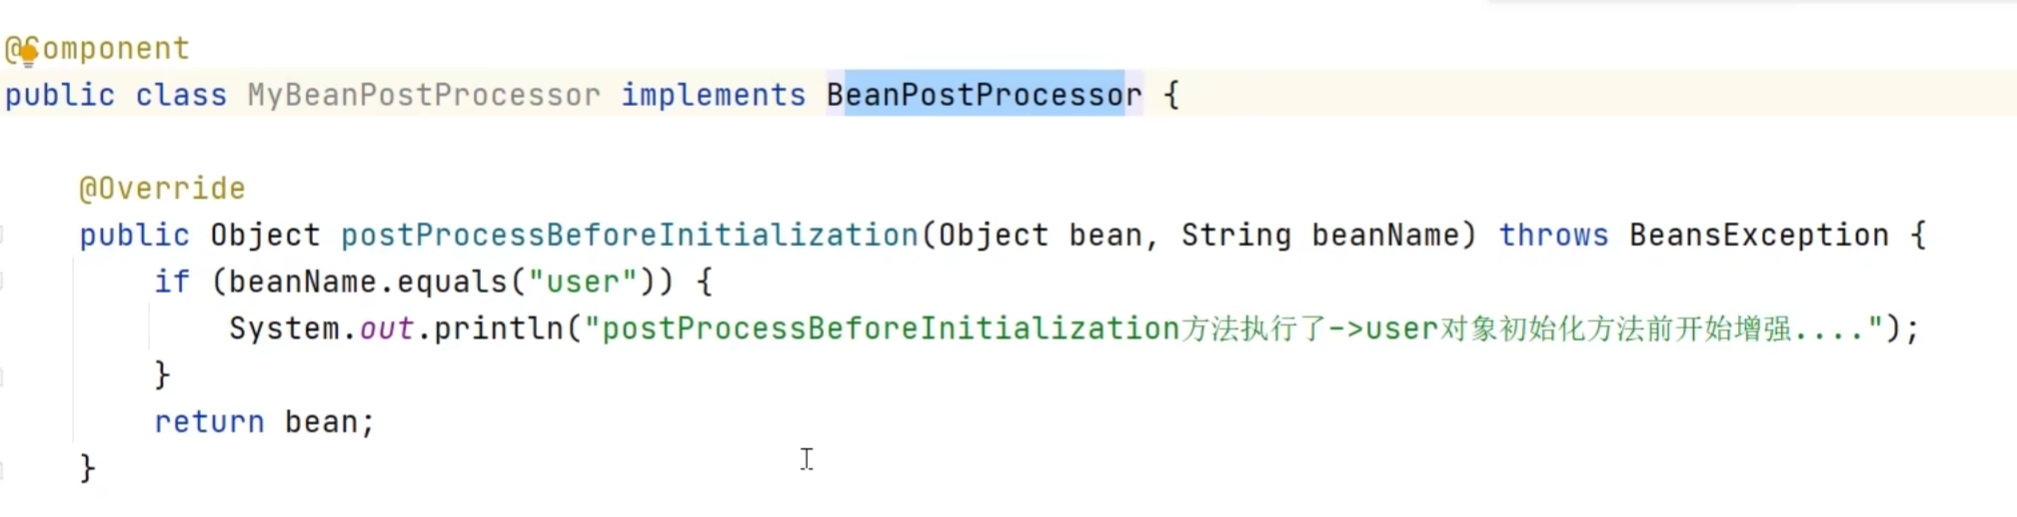 @Component
public class MyBeanPostProcessor implements BeanPostProcessor {
@Override
public Object postProcessBeforeInitialization(Object bean, String beanName) throws BeansException {
if (beanName.equals("user")) {
System.out.println("postProcessBeforeInitialization方法执行了->user对象初始化方法前开始增强....");
}
return bean;
}